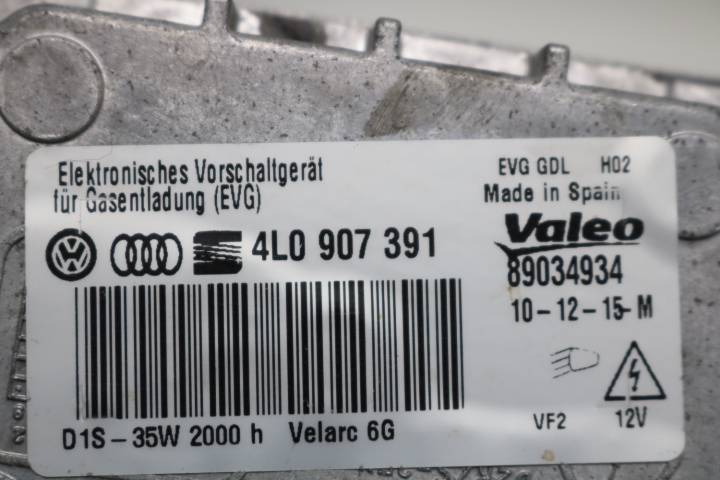 Elektronisches Vorschaltgerät
für Gasentladung (EVG)
EVG GDL H02
Made in Spain
4L0 907 391
Valeo
89034934
10-12-15-M
D1S-35W 2000 h Velarc 6G
VF2 12V